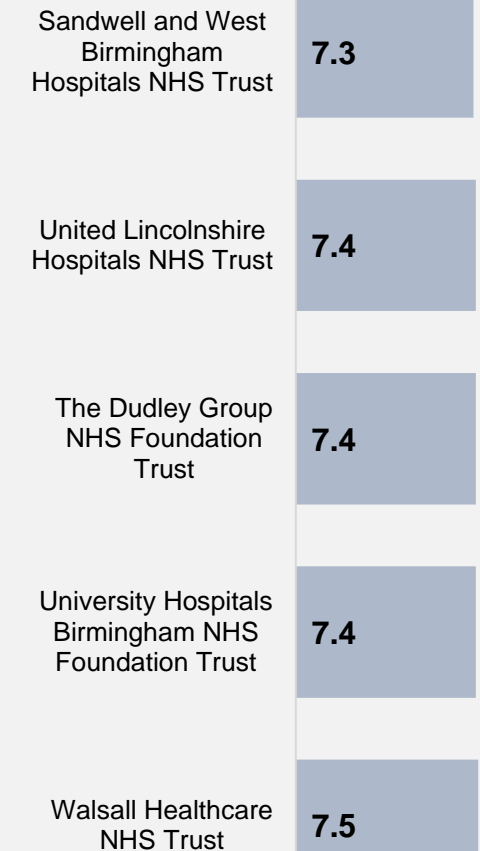 Sandwell and West
Birmingham
Hospitals NHS Trust
7.3
United Lincolnshire
Hospitals NHS Trust
7.4
The Dudley Group
NHS Foundation
Trust
7.4
University Hospitals
Birmingham NHS
Foundation Trust
7.4
Walsall Healthcare
NHS Trust
7.5